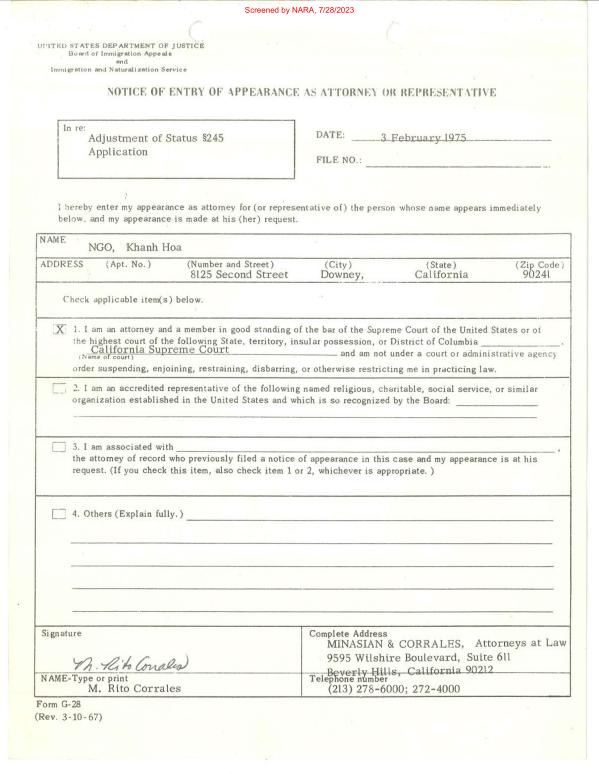 Screened by NARA, 7/28/2023
UNITED STATES DEPARTMENT OF JUSTICE
Board of Immigration Appeals
and
Immigration and Naturalization Service
NOTICE OF ENTRY OF APPEARANCE AS ATTORNEY OR REPRESENTATIVE
In re:
Adjustment of Status §245
Application
DATE: 3 February 1975
FILE NO.:
I hereby enter my appearance as attorney for (or representative of) the person whose name appears immediately
below, and my appearance is made at his (her) request.
NAME
NGO, Khanh Hoa
ADDRESS (Apt. No.) (Number and Street) (City) (State) (Zip Code)
8125 Second Street Downey, California 90241
Check applicable item(s) below.
X 1. I am an attorney and a member in good standing of the bar of the Supreme Court of the United States or of
the highest court of the following State, territory, insular possession, or District of Columbia ,
California Supreme Court and am not under a court or administrative agency
(Name of court)
order suspending, enjoining, restraining, disbarring, or otherwise restricting me in practicing law.
2. I am an accredited representative of the following named religious, charitable, social service, or similar
organization established in the United States and which is so recognized by the Board:
3. I am associated with ,
the attorney of record who previously filed a notice of appearance in this case and my appearance is at his
request. (If you check this item, also check item 1 or 2, whichever is appropriate. )
4. Others (Explain fully. )
Signature
M. Rito Corrales
NAME-Type or print
M. Rito Corrales
Complete Address
MINASIAN & CORRALES, Attorneys at Law
9595 Wilshire Boulevard, Suite 611
Beverly Hills, California 90212
Telephone number
(213) 278-6000; 272-4000
Form G-28
(Rev. 3-10-67)